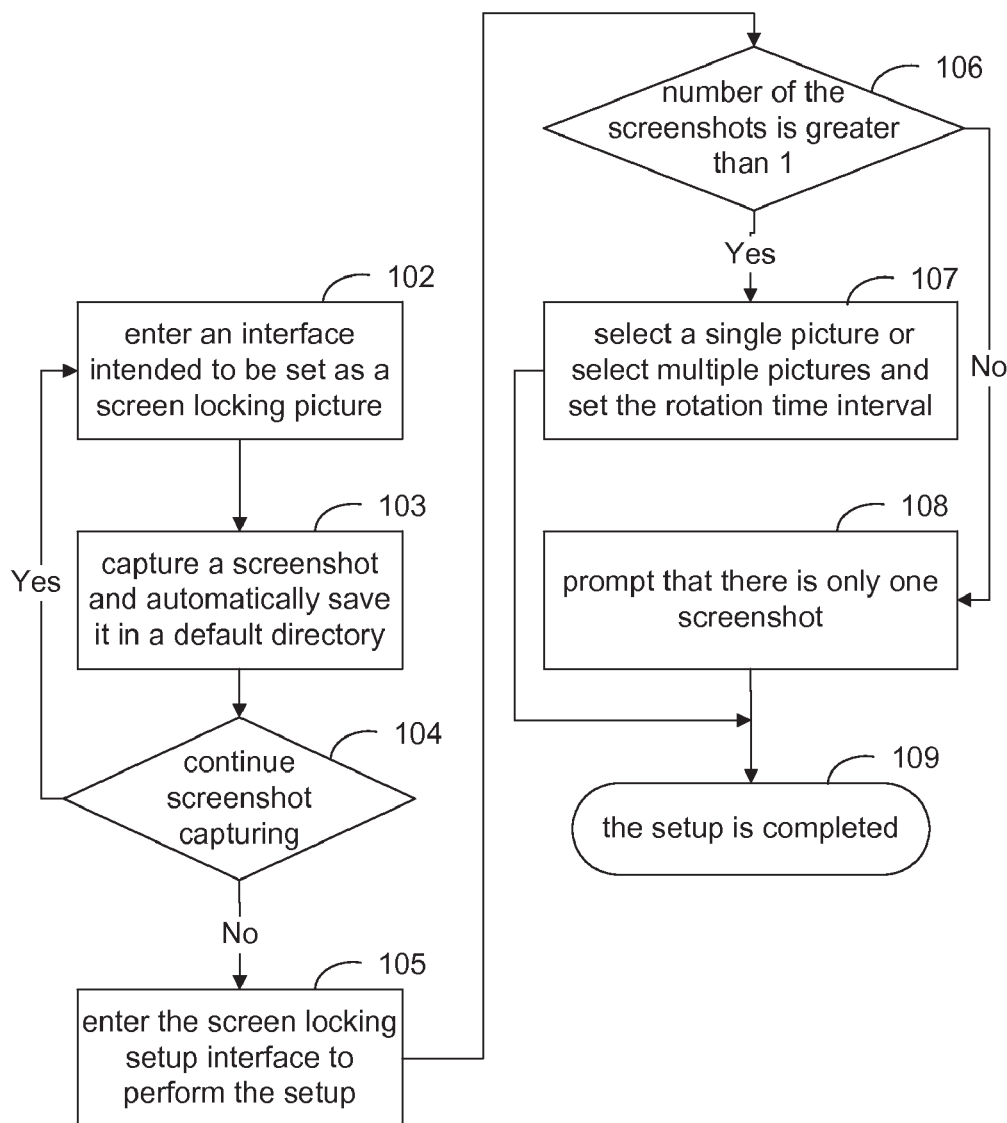 102
enter an interface
intended to be set as a
screen locking picture
103
capture a screenshot
and automatically save
it in a default directory
Yes
104
continue
screenshot
capturing
No
105
enter the screen locking
setup interface to
perform the setup
106
number of the
screenshots is greater
than 1
Yes
No
107
select a single picture or
select multiple pictures and
set the rotation time interval
108
prompt that there is only one
screenshot
109
the setup is completed